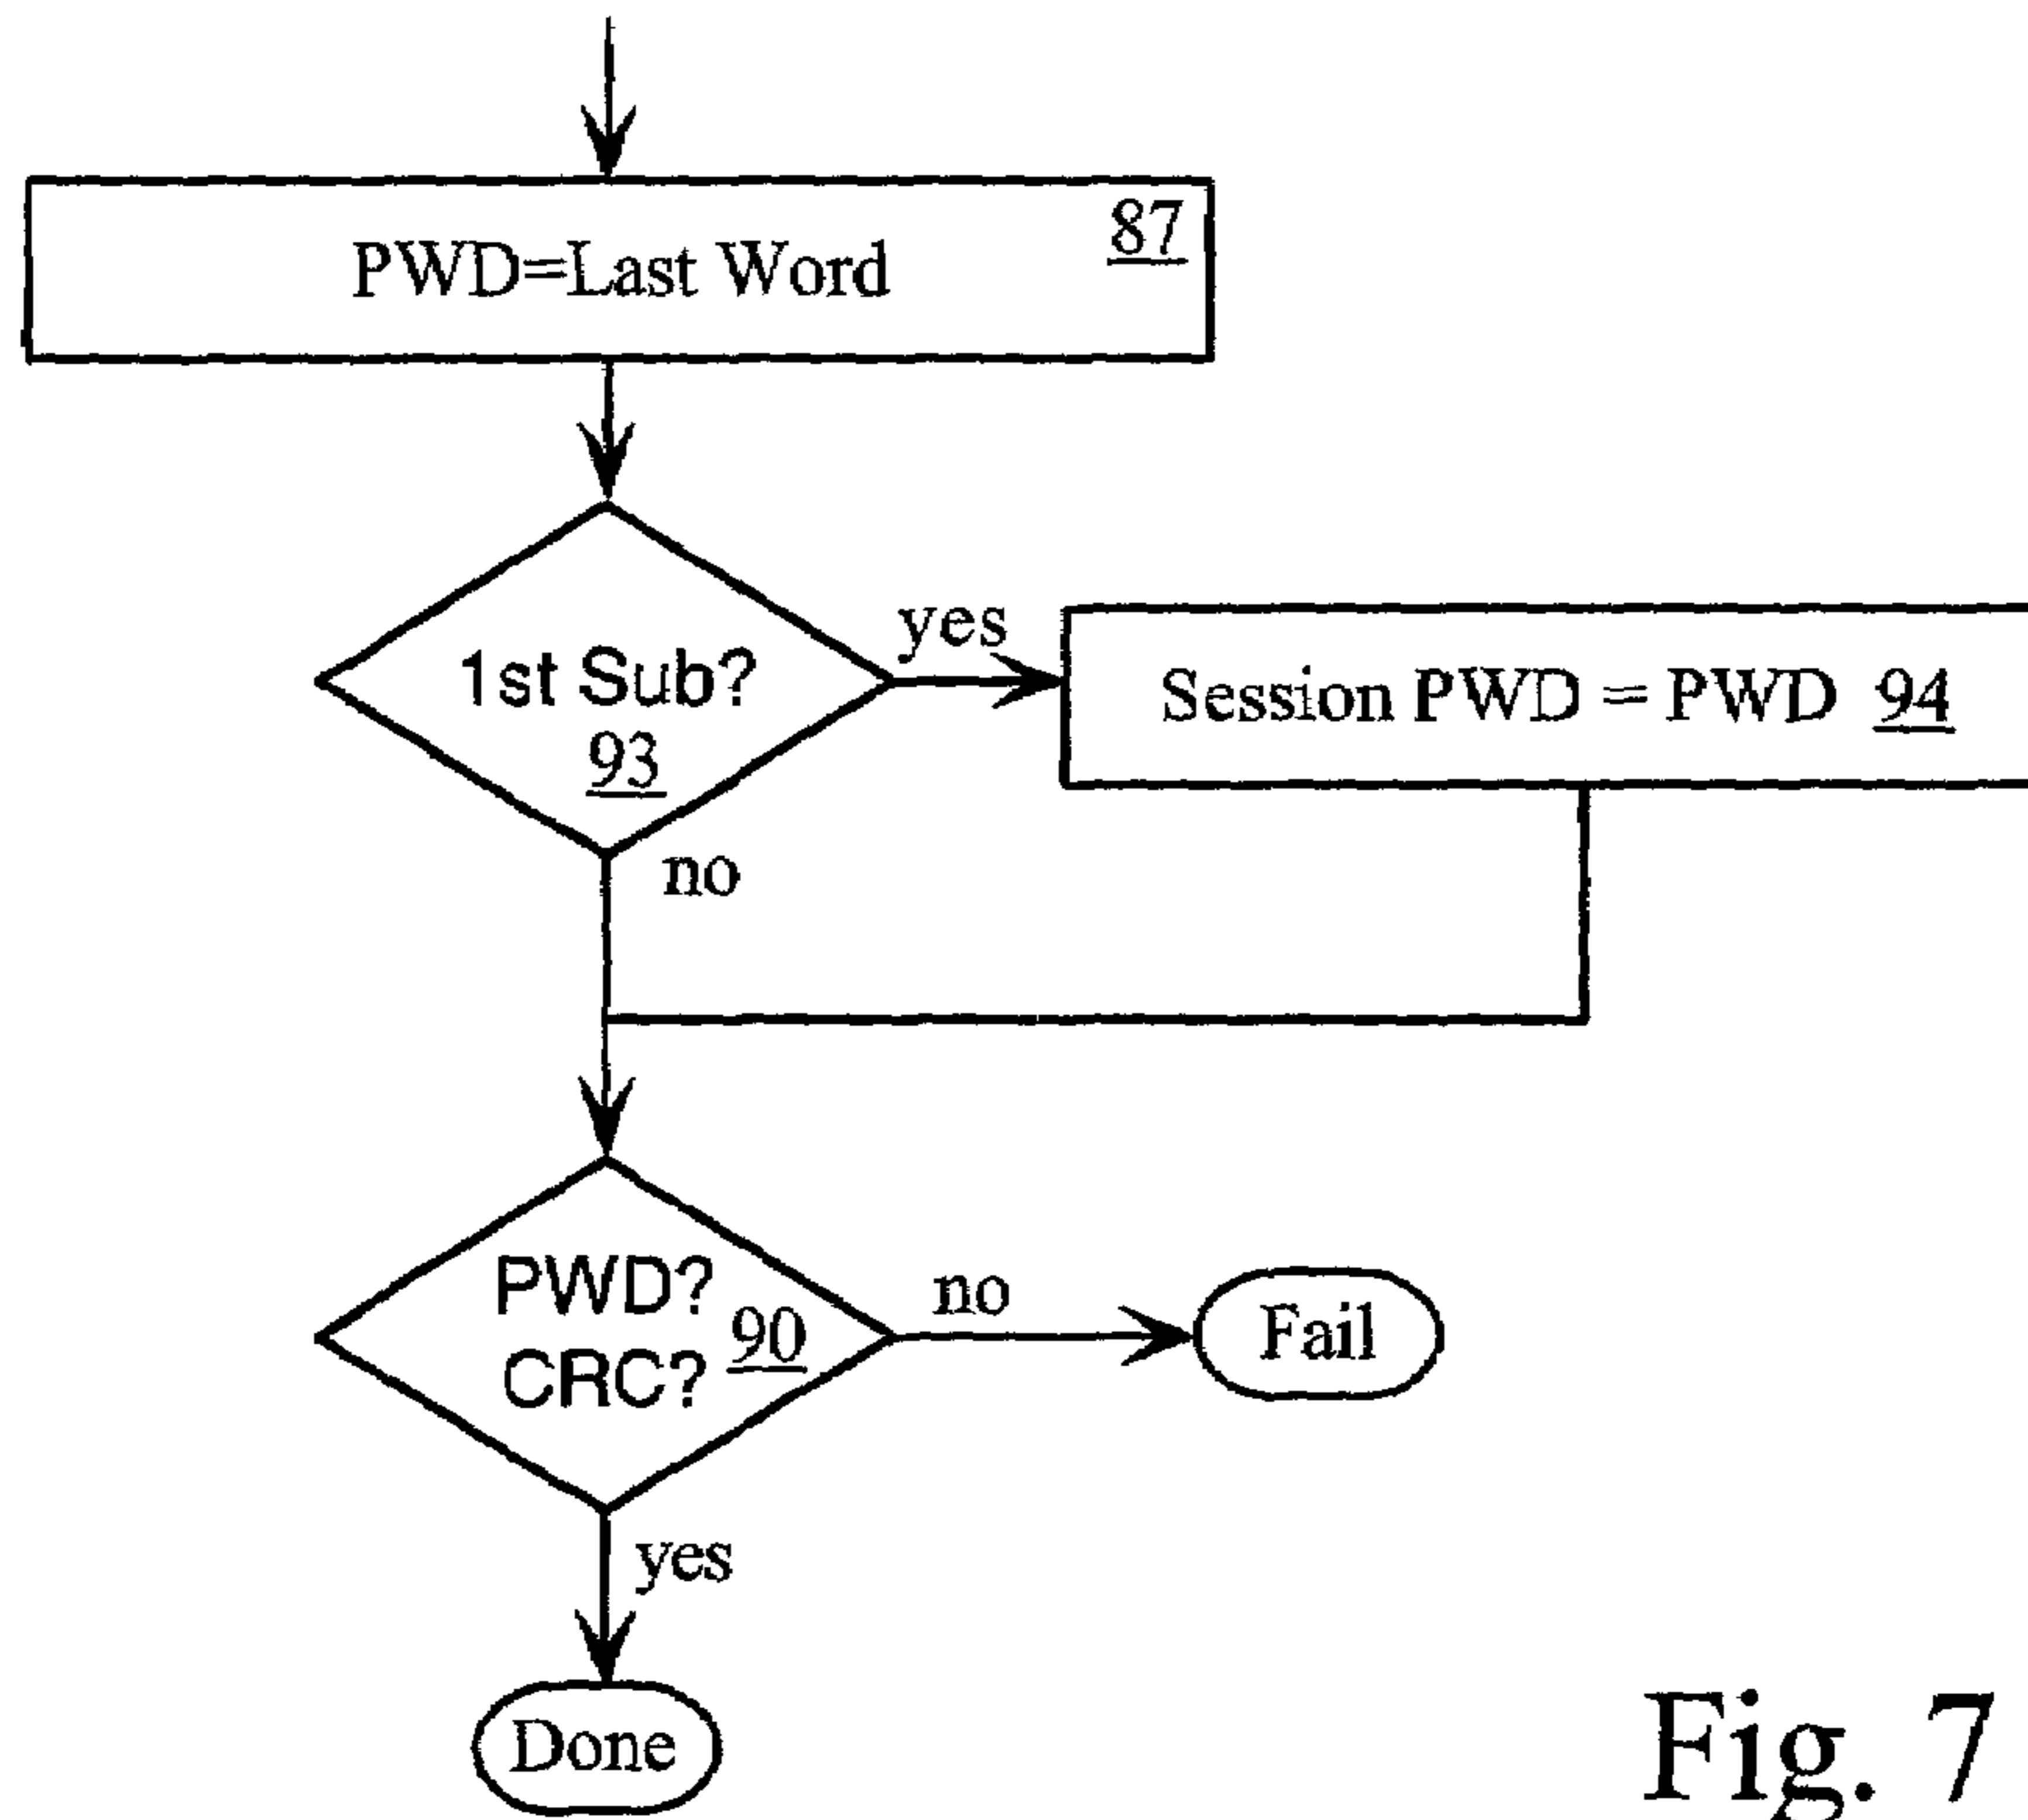 87
PWD=Last Word
yes
1st Sub?
93
Session PWD = PWD 94
no
PWD?
CRC?
90
no
Fail
yes
Done
Fig. 7